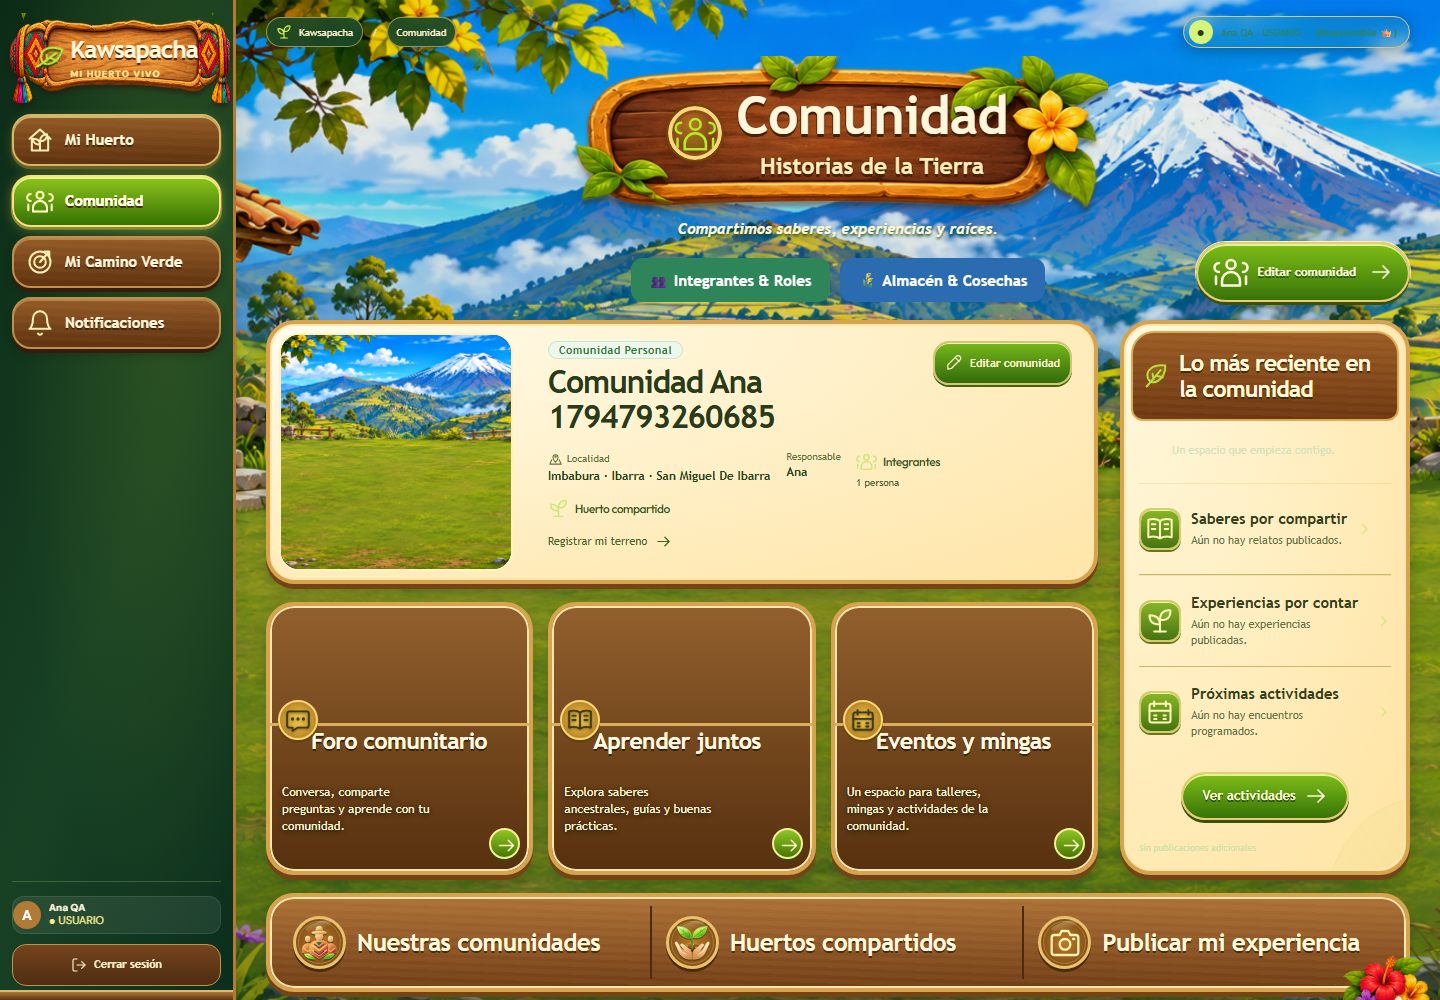 Kawsapacha
MI HUERTO VIVO
Mi Huerto
Comunidad
Mi Camino Verde
Notificaciones
A
Ana QA
● USUARIO
Cerrar sesión
Kawsapacha
Comunidad
Ana QA
USUARIO
Responsable
Comunidad
Historias de la Tierra
Compartimos saberes, experiencias y raíces.
Integrantes & Roles
Almacén & Cosechas
Editar comunidad
Comunidad Personal
Comunidad Ana
1794793260685
Editar comunidad
Localidad
Imbabura · Ibarra · San Miguel De Ibarra
Responsable
Ana
Integrantes
1 persona
Huerto compartido
Registrar mi terreno
Lo más reciente en
la comunidad
Un espacio que empieza contigo.
Saberes por compartir
Aún no hay relatos publicados.
Experiencias por contar
Aún no hay experiencias
publicadas.
Próximas actividades
Aún no hay encuentros
programados.
Ver actividades
Sin publicaciones adicionales
Foro comunitario
Conversa, comparte
preguntas y aprende con tu
comunidad.
Aprender juntos
Explora saberes
ancestrales, guías y buenas
prácticas.
Eventos y mingas
Un espacio para talleres,
mingas y actividades de la
comunidad.
Nuestras comunidades
Huertos compartidos
Publicar mi experiencia